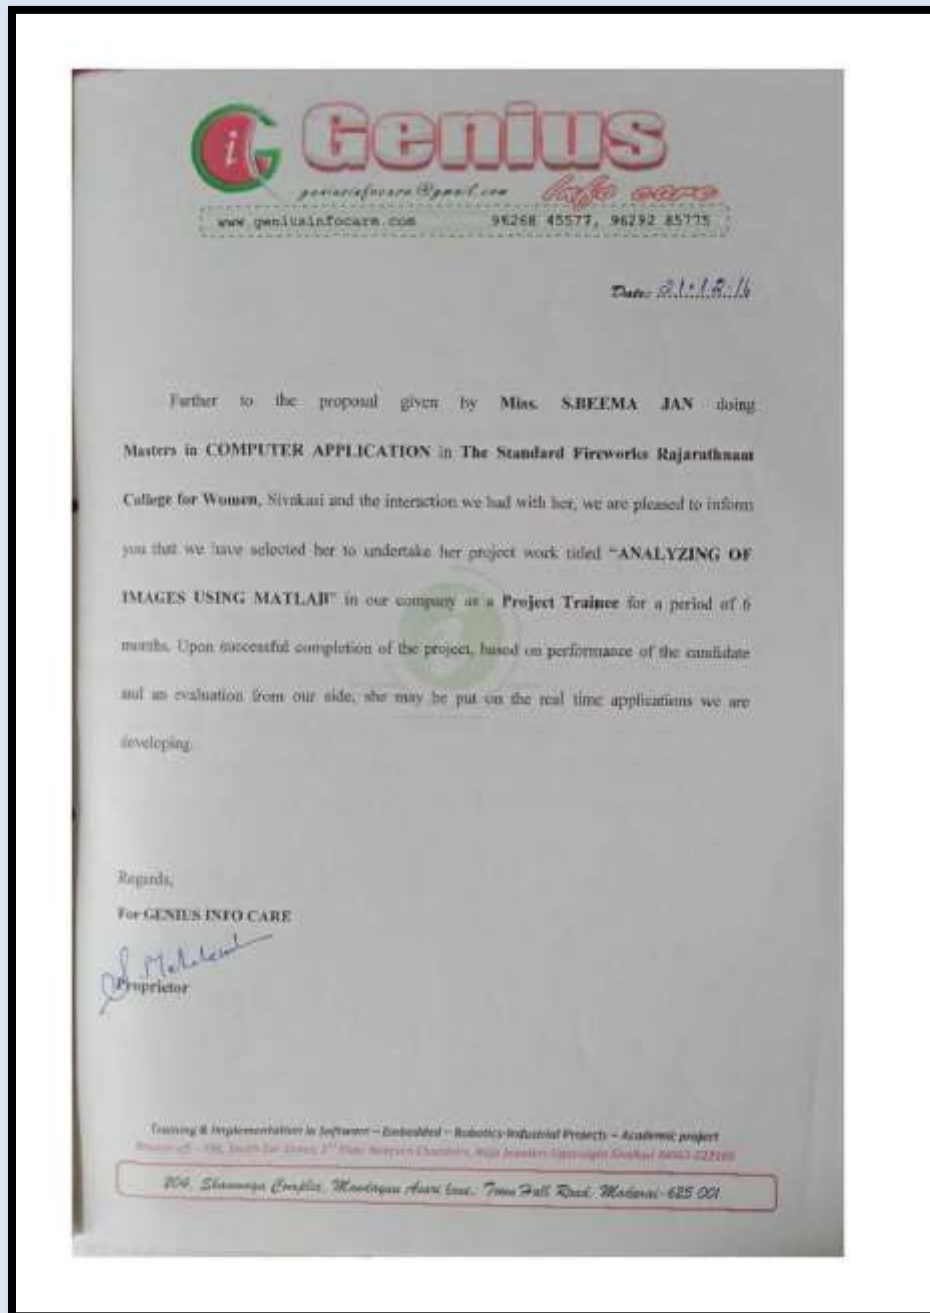 i
Genius
geniusinfocare@gmail.com Info care
www.geniusinfocare.com 96268 45577, 96292 85775
Date: 21.12.16
Further to the proposal given by Miss. S.BEEMA JAN doing
Masters in COMPUTER APPLICATION in The Standard Fireworks Rajarathnam
College for Women, Sivakasi and the interaction we had with her, we are pleased to inform
you that we have selected her to undertake her project work titled “ANALYZING OF
IMAGES USING MATLAB” in our company as a Project Trainee for a period of 6
months. Upon successful completion of the project, based on performance of the candidate
and an evaluation from our side, she may be put on the real time applications we are
developing.
Regards,
For GENIUS INFO CARE
Proprietor
Training & Implementation in Software – Embedded – Robotics-Industrial Projects – Academic project
204, Shanmuga Complex, Mandayan Asari lane, Town Hall Road, Madurai-625 001